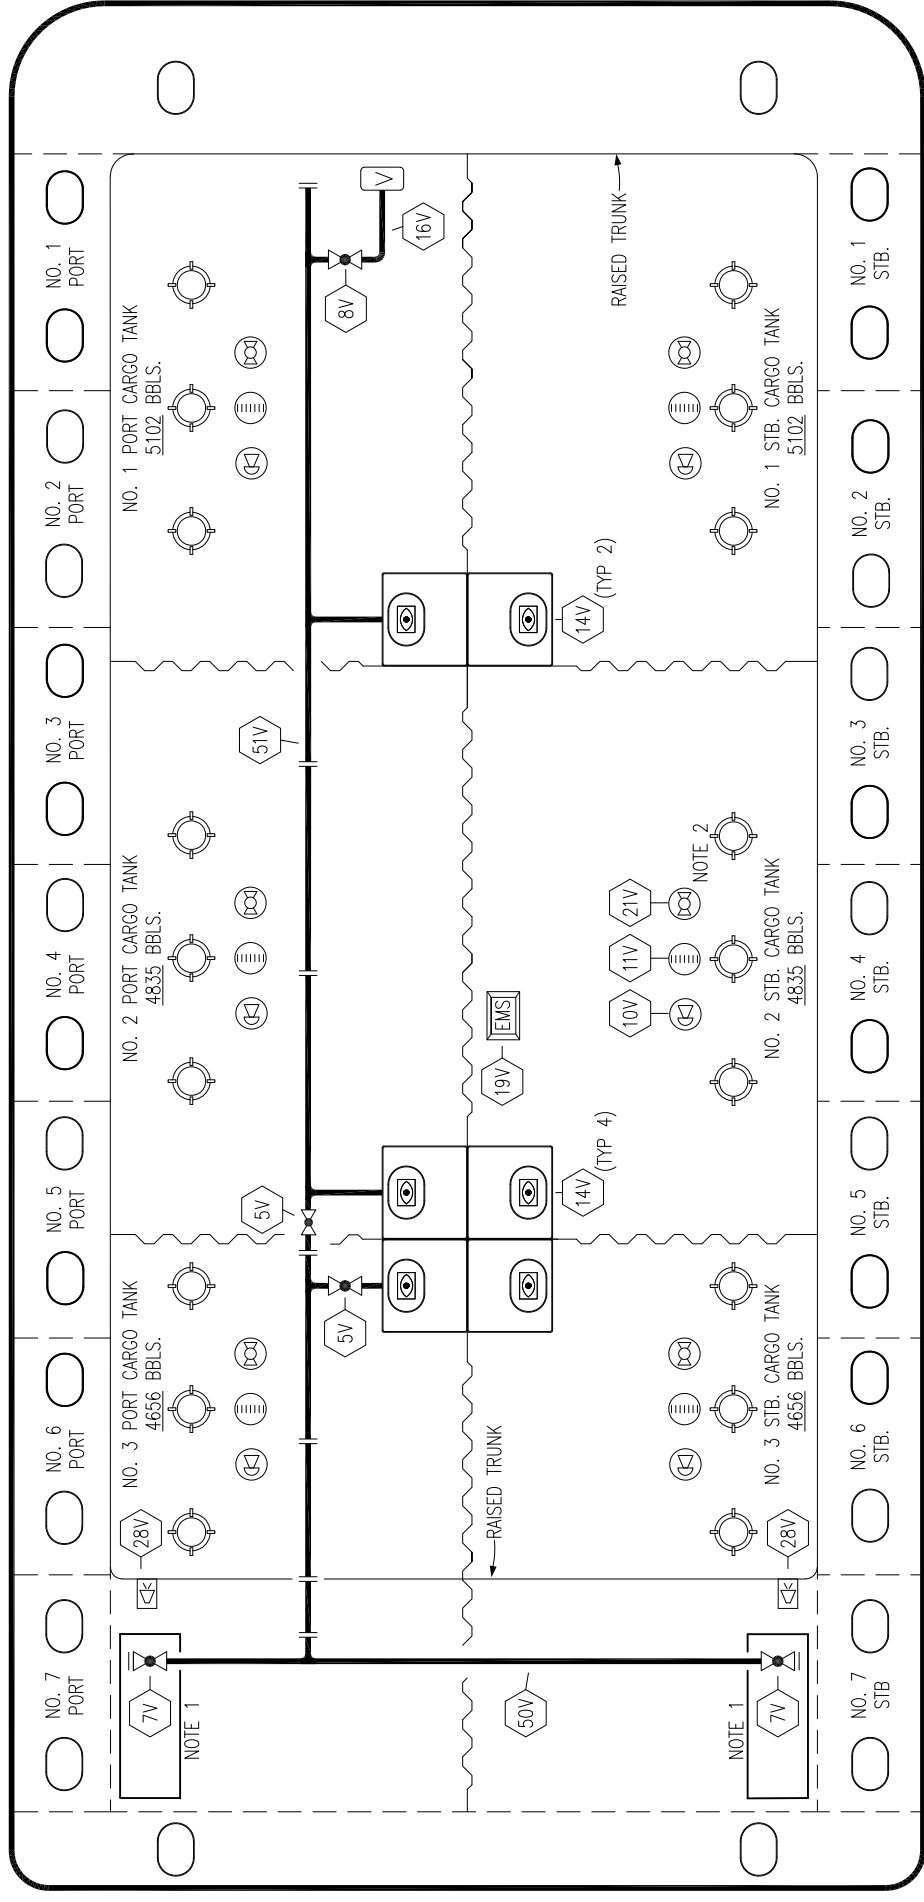 NO. 1
PORT
NO. 2
PORT
NO. 3
PORT
NO. 4
PORT
NO. 5
PORT
NO. 6
PORT
NO. 7
PORT
NO. 1 PORT CARGO TANK
5102 BBLS.
NO. 2 PORT CARGO TANK
4835 BBLS.
NO. 3 PORT CARGO TANK
4656 BBLS.
28V
7V
NOTE 1
V
16V
8V
51V
5V
5V
14V
(TYP 2)
EMS
19V
14V
(TYP 4)
RAISED TRUNK
RAISED TRUNK
50V
21V
11V
10V
NOTE 2
NO. 1 STB. CARGO TANK
5102 BBLS.
NO. 2 STB. CARGO TANK
4835 BBLS.
NO. 3 STB. CARGO TANK
4656 BBLS.
28V
7V
NOTE 1
NO. 1
STB.
NO. 2
STB.
NO. 3
STB.
NO. 4
STB.
NO. 5
STB.
NO. 6
STB.
NO. 7
STB